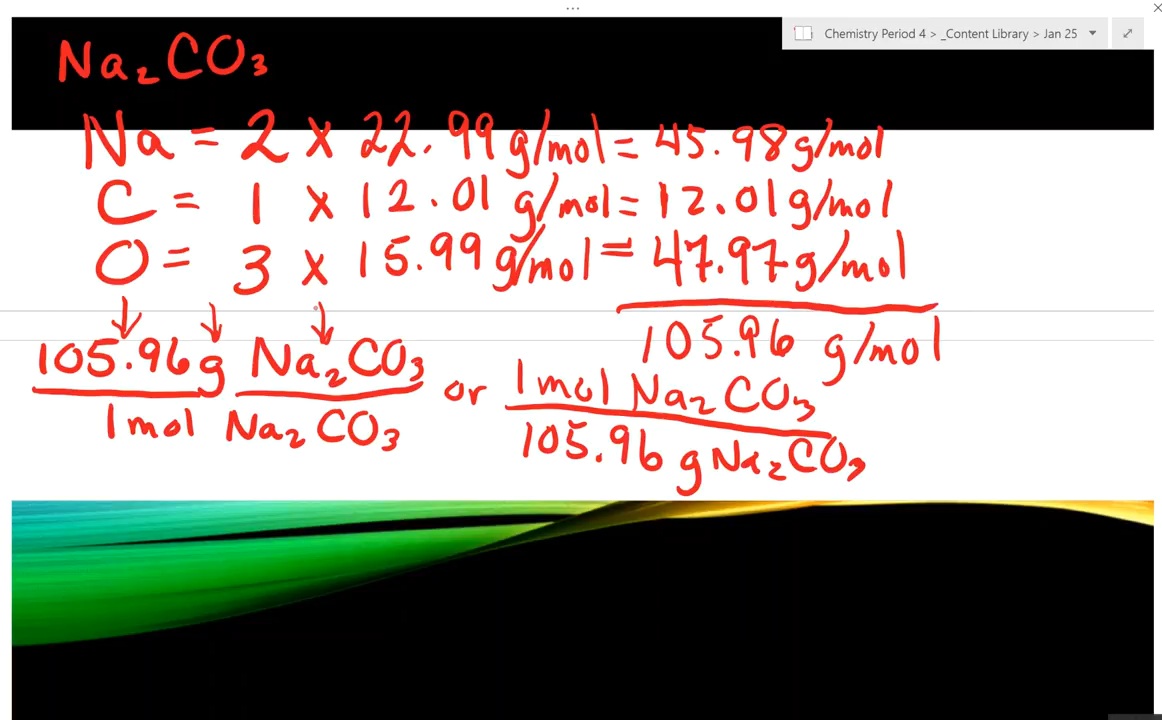 Chemistry Period 4 > _Content Library > Jan 25
Na₂CO₃
Na = 2 x 22.99 g/mol = 45.98 g/mol
C = 1 x 12.01 g/mol = 12.01 g/mol
O = 3 x 15.99 g/mol = 47.97 g/mol
105.96 g/mol
105.96 g Na₂CO₃
1 mol Na₂CO₃
or
1 mol Na₂CO₃
105.96 g Na₂CO₃